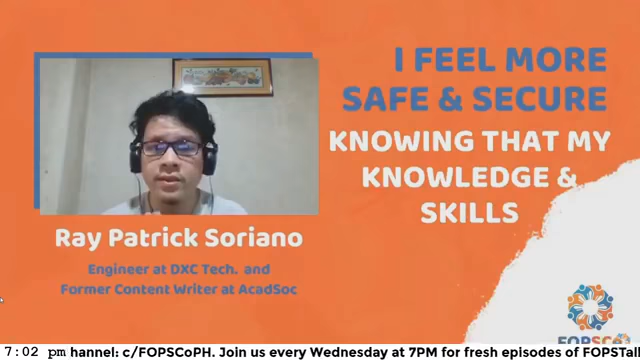 I FEEL MORE
SAFE & SECURE
KNOWING THAT MY
KNOWLEDGE &
SKILLS
Ray Patrick Soriano
Engineer at DXC Tech. and
Former Content Writer at AcadSoc
FOPSCO
7:02 pm hannel: c/FOPSCoPH. Join us every Wednesday at 7PM for fresh episodes of FOPSTal